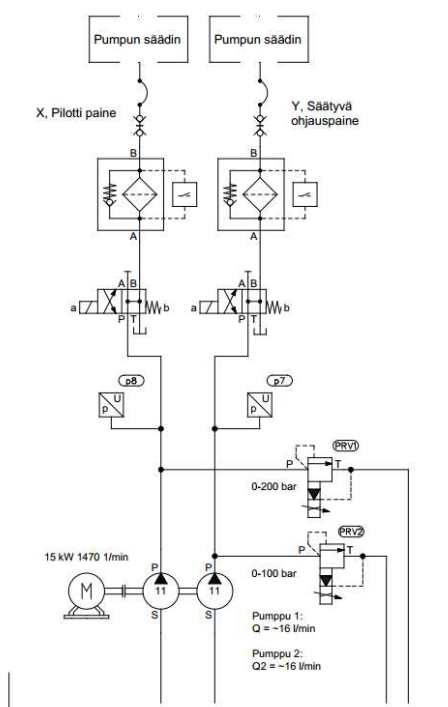 Pumpun säädin
Pumpun säädin
X, Pilotti paine
Y, Säätyvä
ohjauspaine
B
B
A
A
A B
A B
a
b
a
b
P T
P T
p8
p7
U
p
U
p
PRV1
P
T
0-200 bar
PRV2
P
T
15 kW 1470 1/min
0-100 bar
P
P
M
11
11
S
S
Pumppu 1:
Q = ~16 l/min
Pumppu 2:
Q2 = ~16 l/min